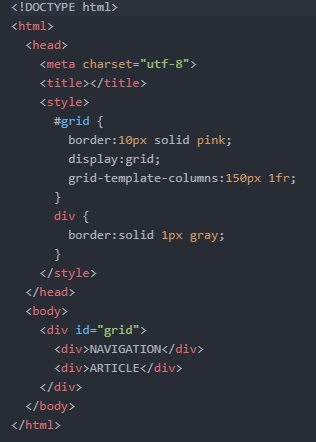 <!DOCTYPE html>
<html>
  <head>
    <meta charset="utf-8">
    <title></title>
    <style>
      #grid {
        border:10px solid pink;
        display:grid;
        grid-template-columns:150px 1fr;
      }
      div {
        border:solid 1px gray;
      }
    </style>
  </head>
  <body>
    <div id="grid">
      <div>NAVIGATION</div>
      <div>ARTICLE</div>
    </div>
  </body>
</html>